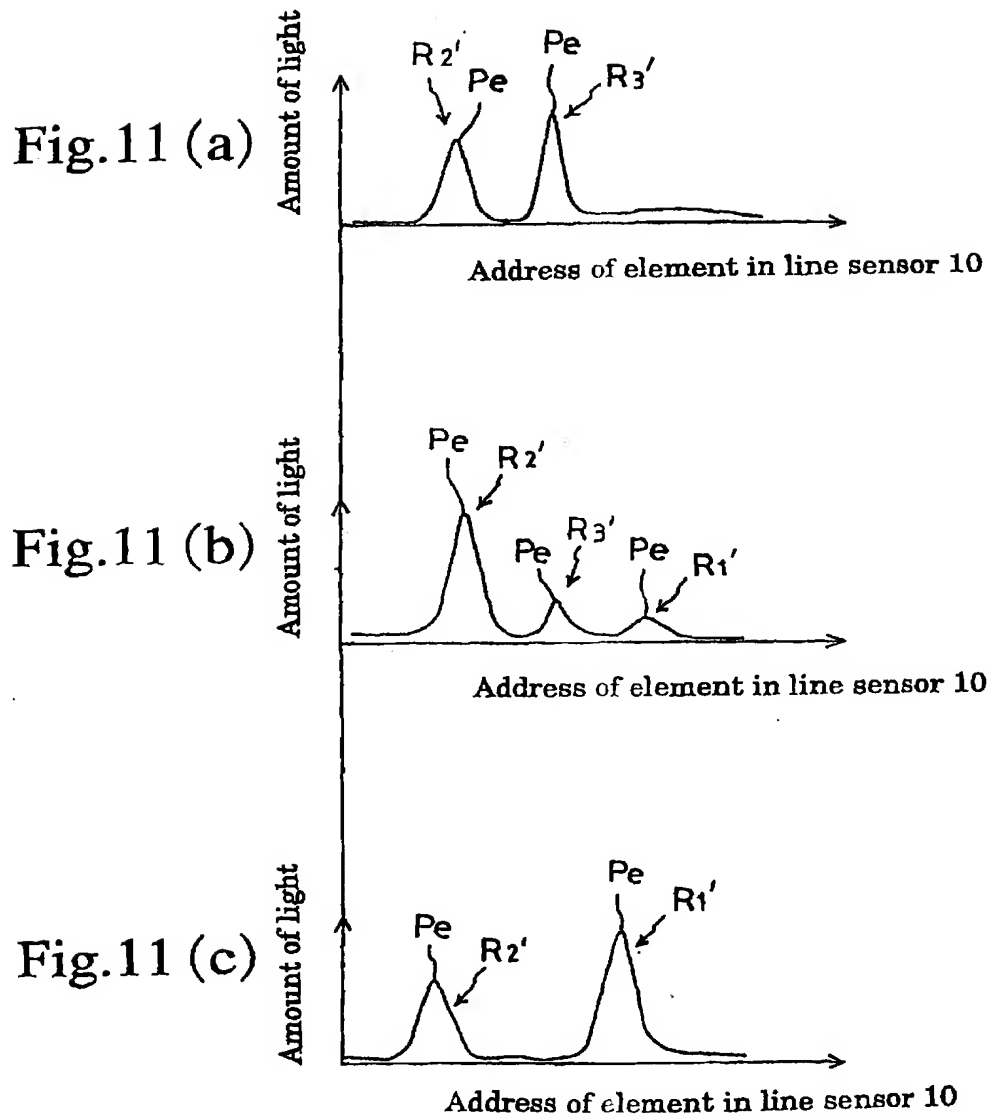 Fig.11 (a)
Amount of light
R2'
Pe
Pe
R3'
Address of element in line sensor 10
Fig.11 (b)
Amount of light
Pe
R2'
Pe
R3'
Pe
R1'
Address of element in line sensor 10
Fig.11 (c)
Amount of light
Pe
R2'
Pe
R1'
Address of element in line sensor 10